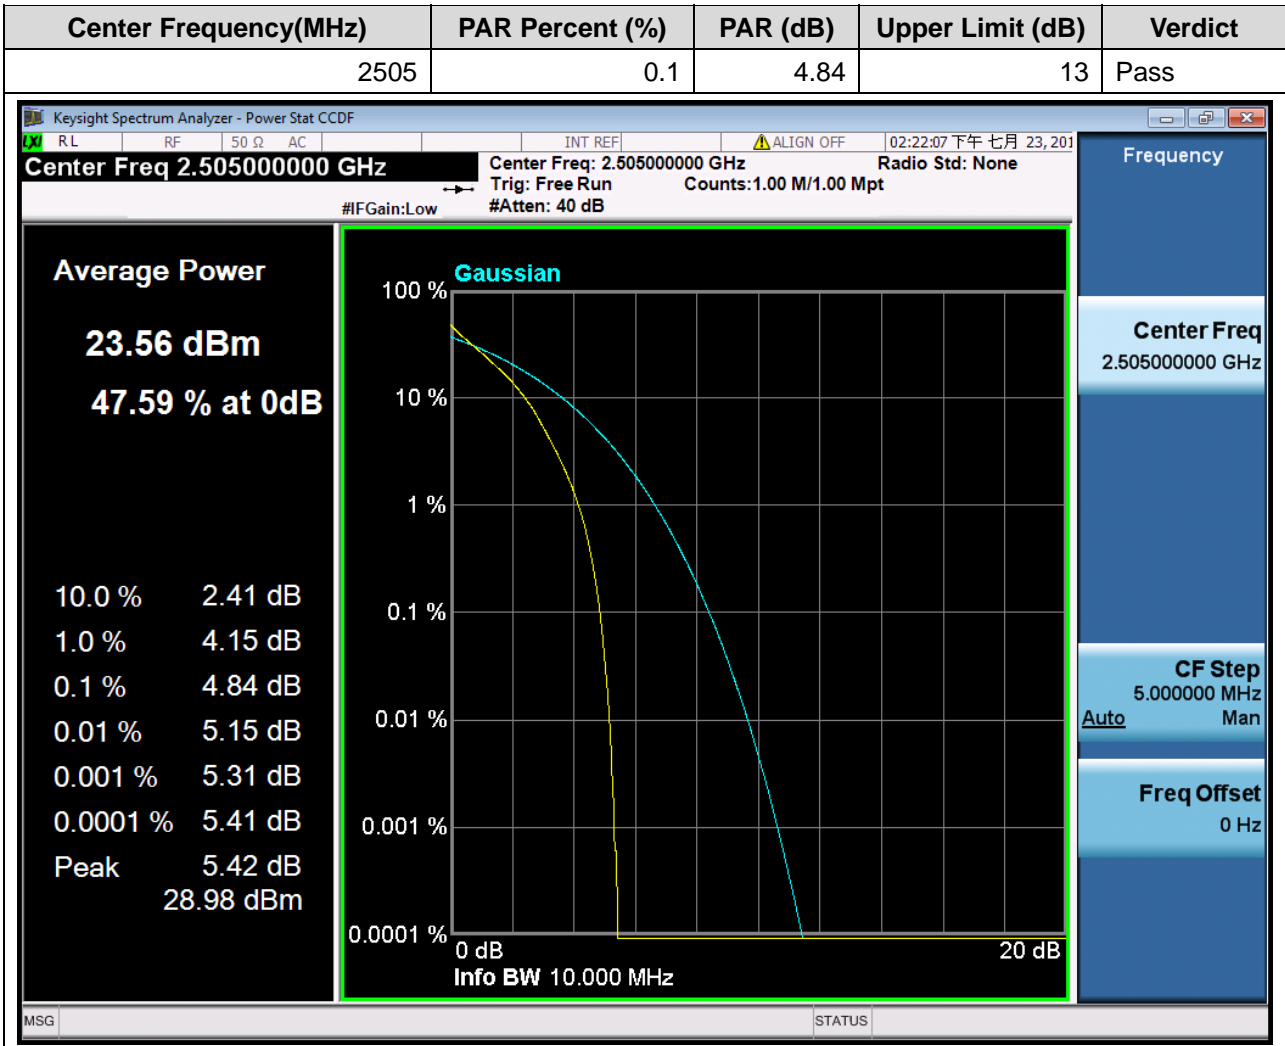 Center Frequency(MHz) PAR Percent (%) PAR (dB) Upper Limit (dB) Verdict
2505 0.1 4.84 13 Pass
Keysight Spectrum Analyzer - Power Stat CCDF
LXI RL RF 50 Ω AC INT REF ALIGN OFF 02:22:07 下午 七月 23, 201
Center Freq 2.505000000 GHz
Center Freq: 2.505000000 GHz Radio Std: None
Trig: Free Run Counts:1.00 M/1.00 Mpt
#IFGain:Low #Atten: 40 dB
Frequency
Average Power
23.56 dBm
47.59 % at 0dB
10.0 % 2.41 dB
1.0 % 4.15 dB
0.1 % 4.84 dB
0.01 % 5.15 dB
0.001 % 5.31 dB
0.0001 % 5.41 dB
Peak 5.42 dB
28.98 dBm
Gaussian
100 %
10 %
1 %
0.1 %
0.01 %
0.001 %
0.0001 %
0 dB 20 dB
Info BW 10.000 MHz
Center Freq
2.505000000 GHz
CF Step
5.000000 MHz
Auto Man
Freq Offset
0 Hz
MSG STATUS